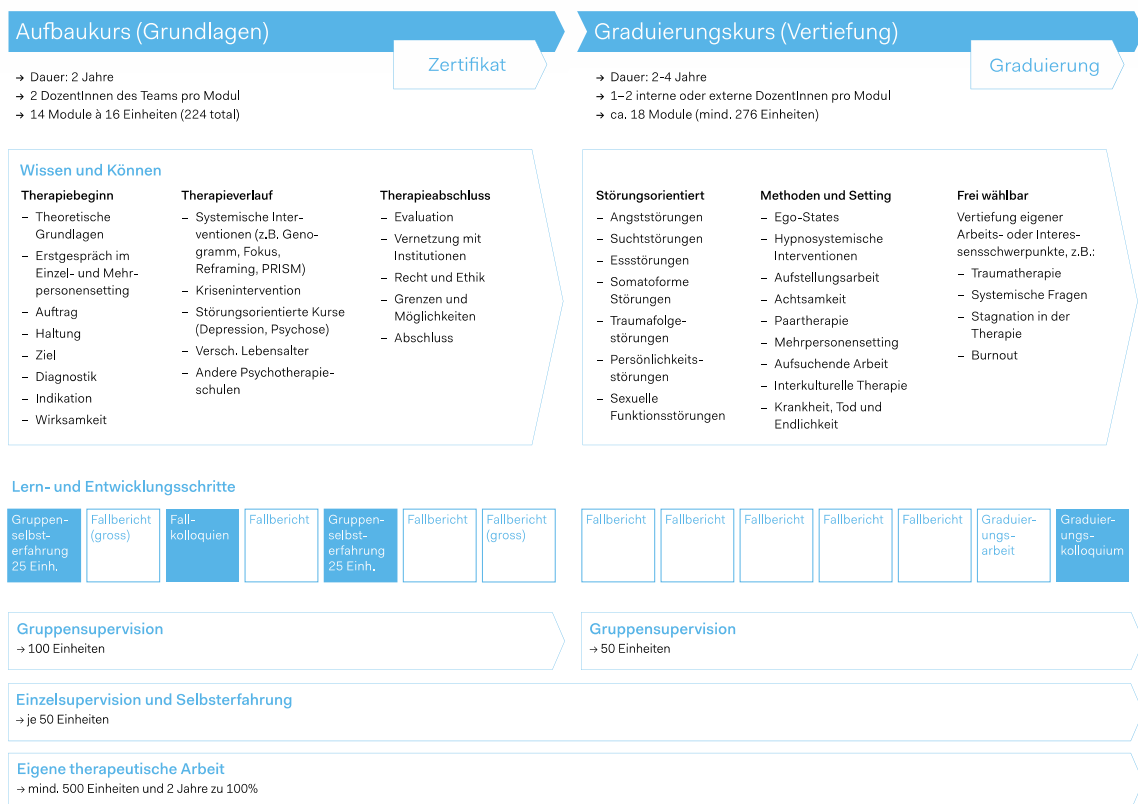 Aufbaukurs (Grundlagen)
Zertifikat
→ Dauer: 2 Jahre
→ 2 DozentInnen des Teams pro Modul
→ 14 Module à 16 Einheiten (224 total)
Graduierungskurs (Vertiefung)
Graduierung
→ Dauer: 2-4 Jahre
→ 1–2 interne oder externe DozentInnen pro Modul
→ ca. 18 Module (mind. 276 Einheiten)
Wissen und Können
Therapiebeginn
– Theoretische
Grundlagen
– Erstgespräch im
Einzel- und Mehr-
personensetting
– Auftrag
– Haltung
– Ziel
– Diagnostik
– Indikation
– Wirksamkeit
Therapieverlauf
– Systemische Inter-
ventionen (z.B. Geno-
gramm, Fokus,
Reframing, PRISM)
– Krisenintervention
– Störungsorientierte Kurse
(Depression, Psychose)
– Versch. Lebensalter
– Andere Psychotherapie-
schulen
Therapieabschluss
– Evaluation
– Vernetzung mit
Institutionen
– Recht und Ethik
– Grenzen und
Möglichkeiten
– Abschluss
Störungsorientiert
– Angststörungen
– Suchtstörungen
– Essstörungen
– Somatoforme
Störungen
– Traumafolge-
störungen
– Persönlichkeits-
störungen
– Sexuelle
Funktionsstörungen
Methoden und Setting
– Ego-States
– Hypnosystemische
Interventionen
– Aufstellungsarbeit
– Achtsamkeit
– Paartherapie
– Mehrpersonensetting
– Aufsuchende Arbeit
– Interkulturelle Therapie
– Krankheit, Tod und
Endlichkeit
Frei wählbar
Vertiefung eigener
Arbeits- oder Interes-
sensschwerpunkte, z.B.:
– Traumatherapie
– Systemische Fragen
– Stagnation in der
Therapie
– Burnout
Lern- und Entwicklungsschritte
Gruppen-
selbst-
erfahrung
25 Einh.
Fallbericht
(gross)
Fall-
kolloquien
Fallbericht
Gruppen-
selbst-
erfahrung
25 Einh.
Fallbericht
Fallbericht
(gross)
Fallbericht
Fallbericht
Fallbericht
Fallbericht
Fallbericht
Graduier-
ungs-
arbeit
Graduier-
ungs-
kolloquium
Gruppensupervision
→ 100 Einheiten
Gruppensupervision
→ 50 Einheiten
Einzelsupervision und Selbsterfahrung
→ je 50 Einheiten
Eigene therapeutische Arbeit
→ mind. 500 Einheiten und 2 Jahre zu 100%